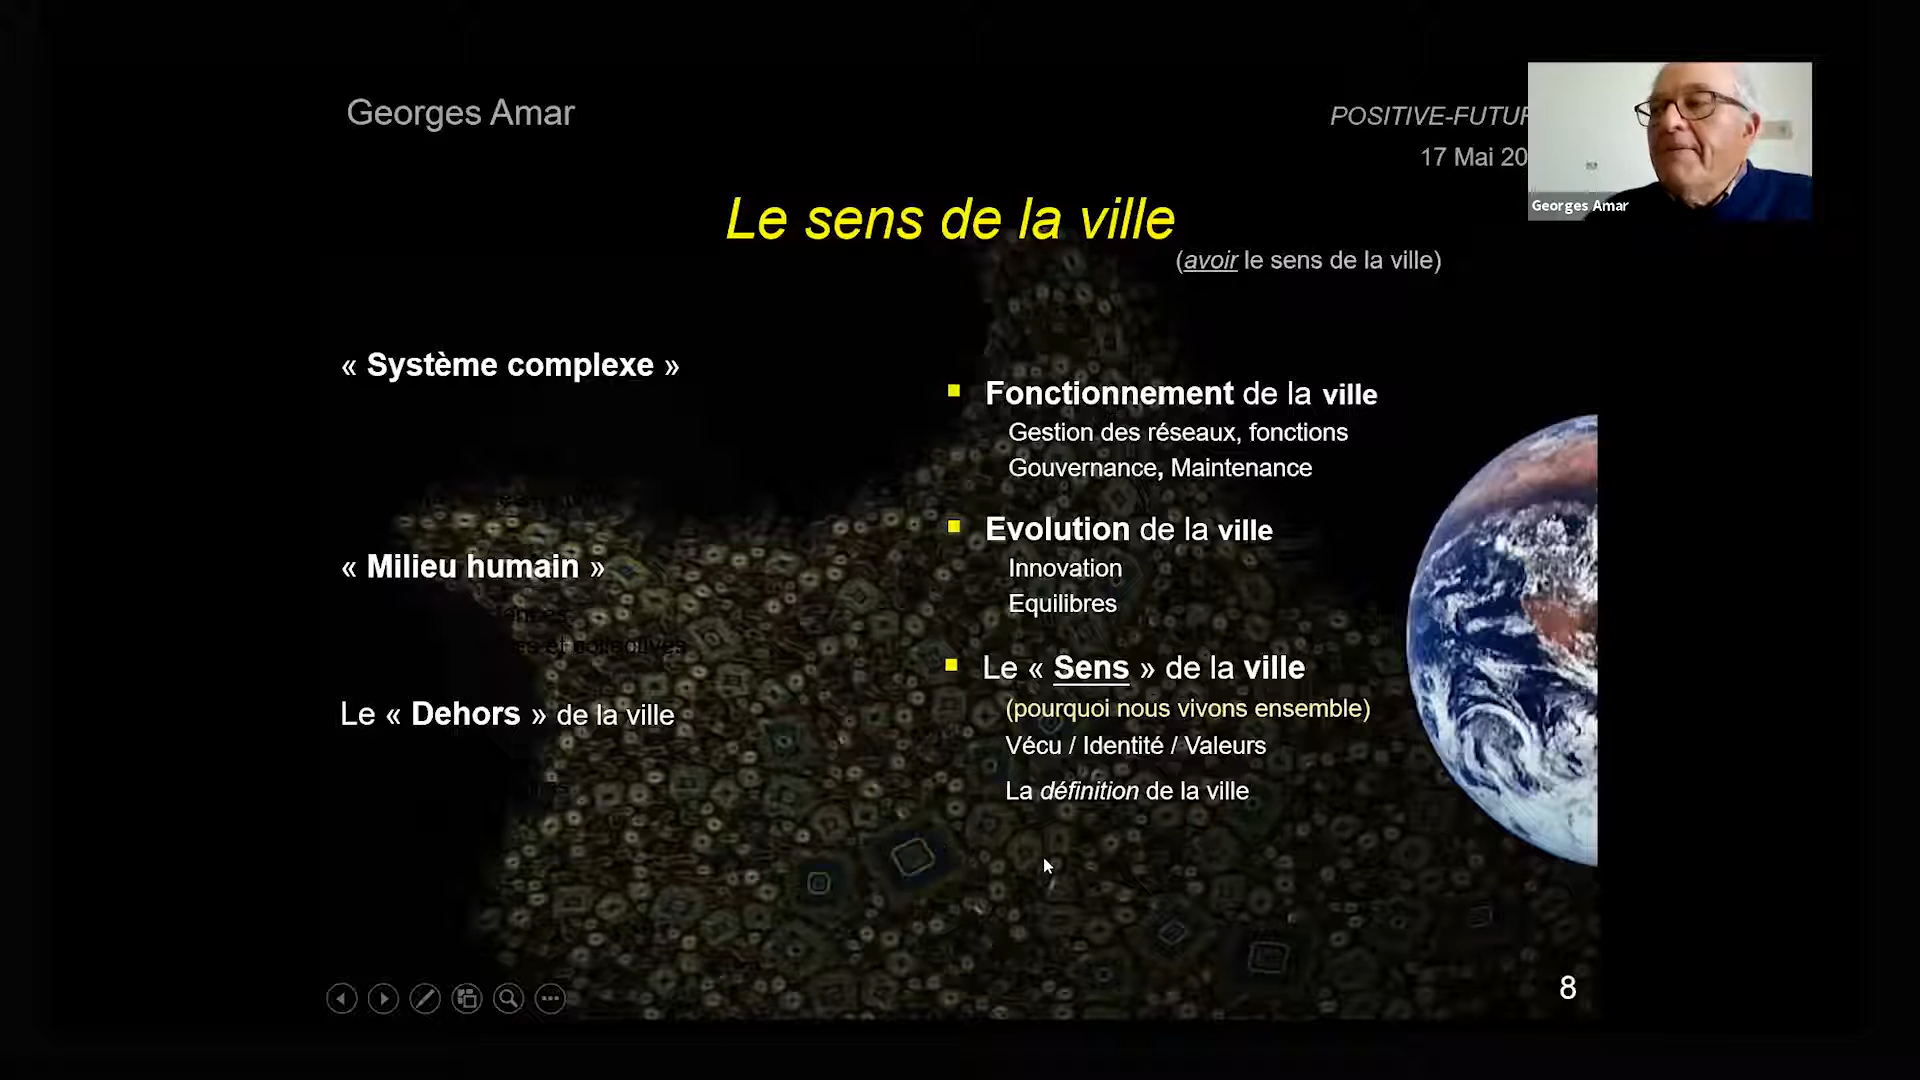 Georges Amar
POSITIVE-FUTUR
17 Mai 20
Georges Amar
Le sens de la ville
(avoir le sens de la ville)
« Système complexe »
« Milieu humain »
Le « Dehors » de la ville
Fonctionnement de la ville
Gestion des réseaux, fonctions
Gouvernance, Maintenance
Evolution de la ville
Innovation
Equilibres
Le « Sens » de la ville
(pourquoi nous vivons ensemble)
Vécu / Identité / Valeurs
La définition de la ville
8